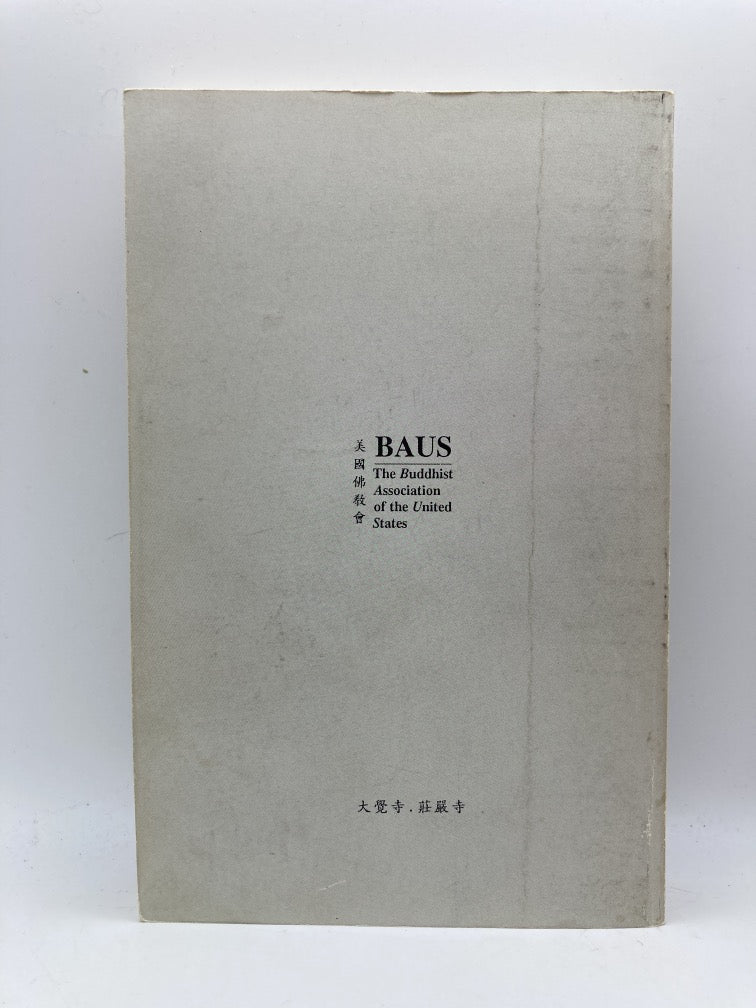 美國佛教會
BAUS
The Buddhist
Association
of the United
States
大覺寺.莊嚴寺